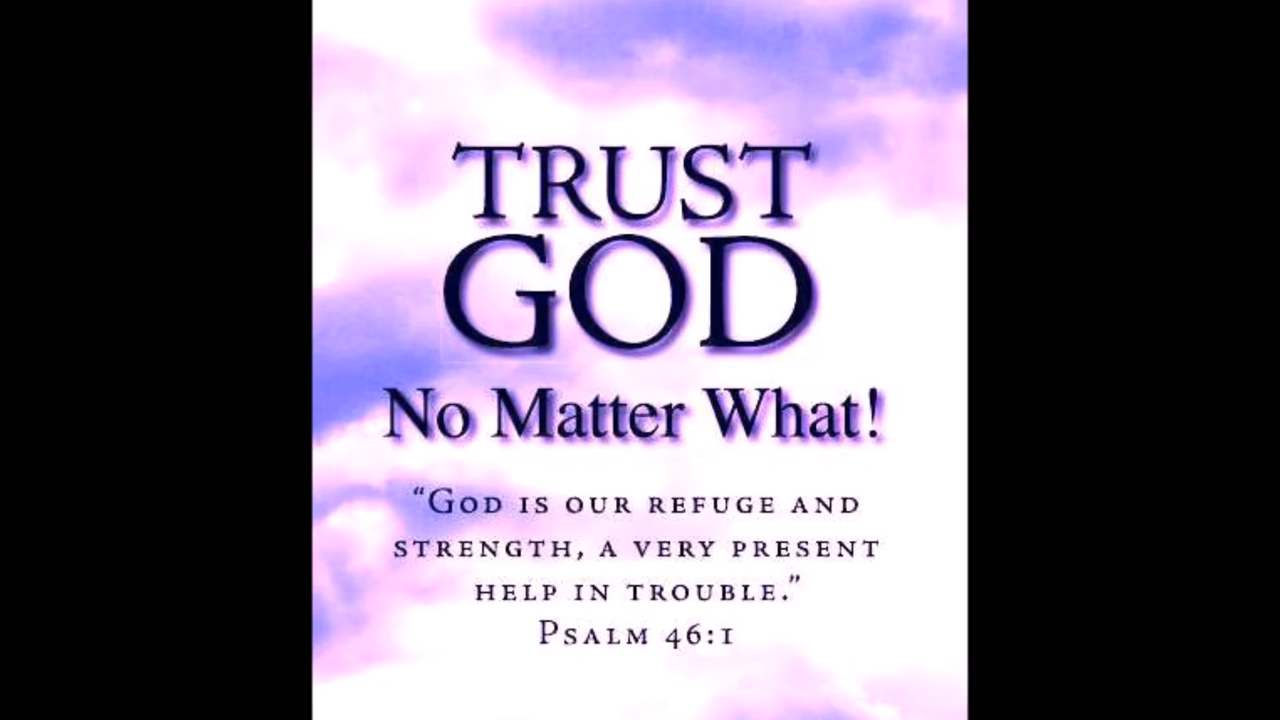 TRUST
GOD
No Matter What!
“God is our refuge and
strength, a very present
help in trouble.”
Psalm 46:1